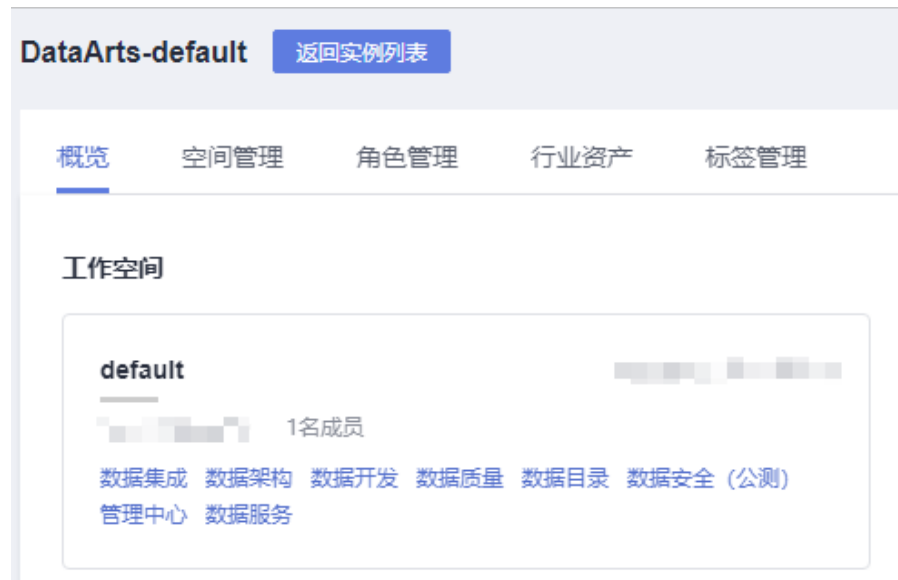 DataArts-default 返回实例列表
概览 空间管理 角色管理 行业资产 标签管理
工作空间
default
1名成员
数据集成 数据架构 数据开发 数据质量 数据目录 数据安全 (公测)
管理中心 数据服务